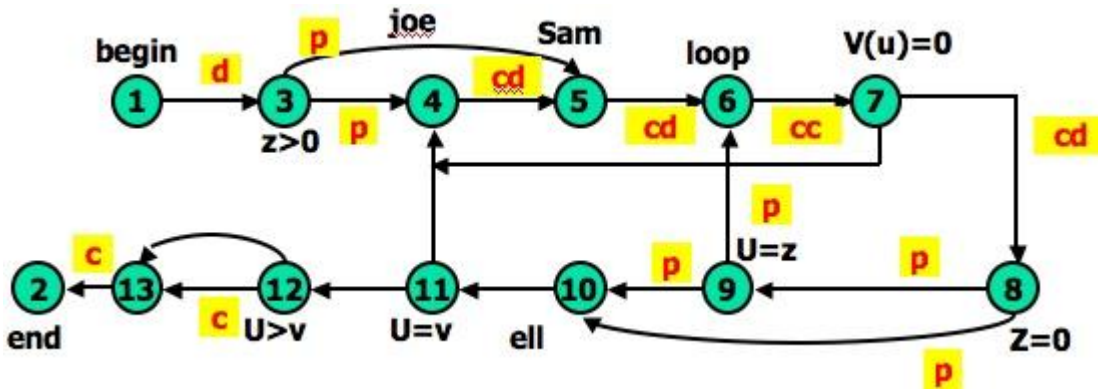 joe
p
Sam
begin
d
cd
loop
V(u)=0
1
3
4
5
6
7
z>0
p
cd
cc
cd
p
U=z
p
p
c
2
13
12
11
10
9
8
end
c
U>v
U=v
ell
Z=0
p